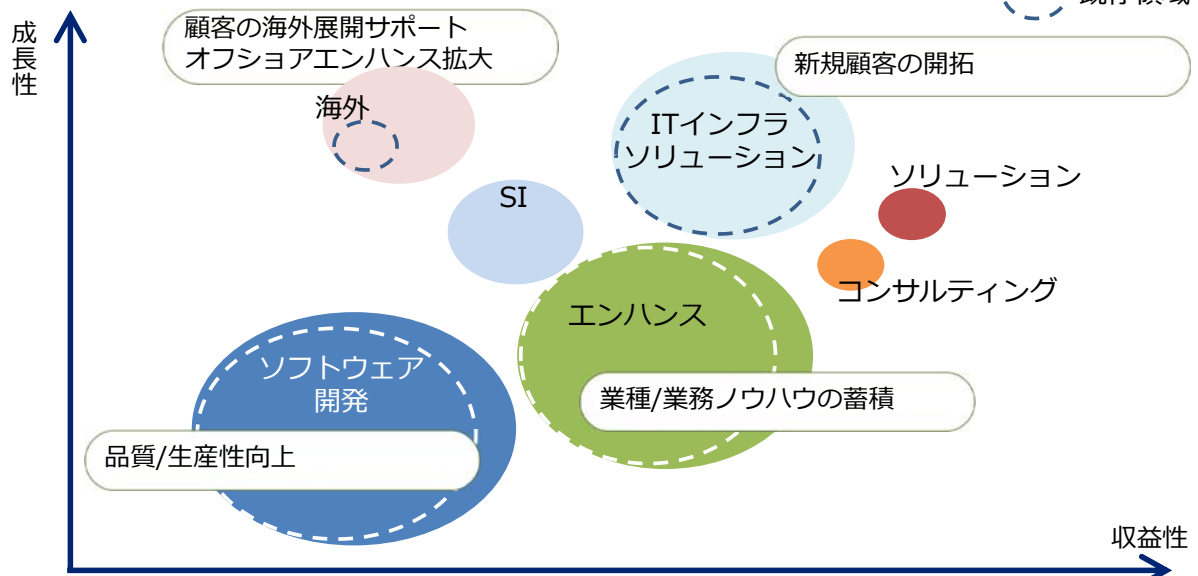 既存領域
成長性
顧客の海外展開サポート
オフショアエンハンス拡大
新規顧客の開拓
海外
ITインフラ
ソリューション
ソリューション
SI
コンサルティング
エンハンス
ソフトウェア
開発
業種/業務ノウハウの蓄積
品質/生産性向上
収益性